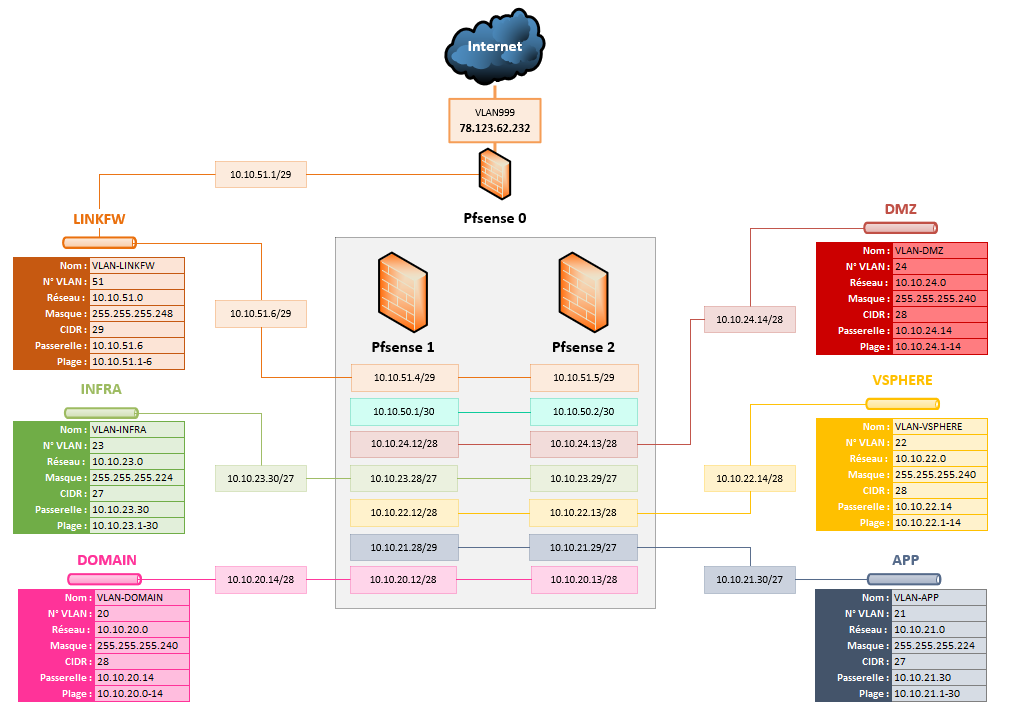 Internet
VLAN999
78.123.62.232
10.10.51.1/29
Pfsense 0
LINKFW
Nom : VLAN-LINKFW
N° VLAN : 51
Réseau : 10.10.51.0
Masque : 255.255.255.248
CIDR : 29
Passerelle : 10.10.51.6
Plage : 10.10.51.1-6
10.10.51.6/29
INFRA
Nom : VLAN-INFRA
N° VLAN : 23
Réseau : 10.10.23.0
Masque : 255.255.255.224
CIDR : 27
Passerelle : 10.10.23.30
Plage : 10.10.23.1-30
10.10.23.30/27
DOMAIN
Nom : VLAN-DOMAIN
N° VLAN : 20
Réseau : 10.10.20.0
Masque : 255.255.255.240
CIDR : 28
Passerelle : 10.10.20.14
Plage : 10.10.20.0-14
10.10.20.14/28
Pfsense 1
Pfsense 2
10.10.51.4/29
10.10.51.5/29
10.10.50.1/30
10.10.50.2/30
10.10.24.12/28
10.10.24.13/28
10.10.23.28/27
10.10.23.29/27
10.10.22.12/28
10.10.22.13/28
10.10.21.28/29
10.10.21.29/27
10.10.20.12/28
10.10.20.13/28
DMZ
Nom : VLAN-DMZ
N° VLAN : 24
Réseau : 10.10.24.0
Masque : 255.255.255.240
CIDR : 28
Passerelle : 10.10.24.14
Plage : 10.10.24.1-14
10.10.24.14/28
VSPHERE
Nom : VLAN-VSPHERE
N° VLAN : 22
Réseau : 10.10.22.0
Masque : 255.255.255.240
CIDR : 28
Passerelle : 10.10.22.14
Plage : 10.10.22.1-14
10.10.22.14/28
APP
Nom : VLAN-APP
N° VLAN : 21
Réseau : 10.10.21.0
Masque : 255.255.255.224
CIDR : 27
Passerelle : 10.10.21.30
Plage : 10.10.21.1-30
10.10.21.30/27